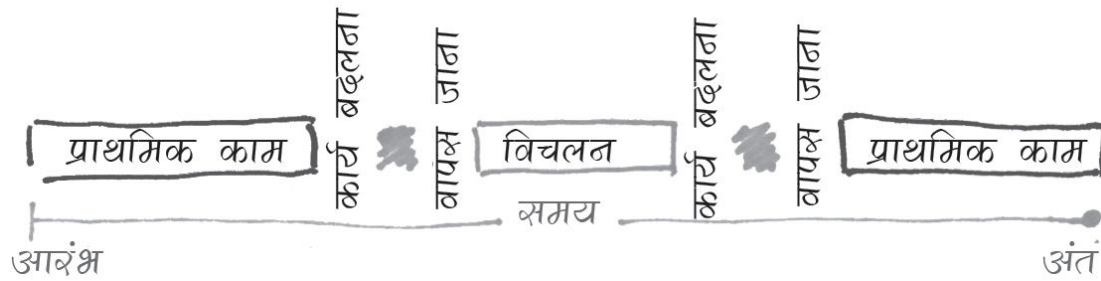 प्राथमिक काम
कार्य बदलना
वापस जाना
विचलन
कार्य बदलना
वापस जाना
प्राथमिक काम
समय
आरंभ
अंत